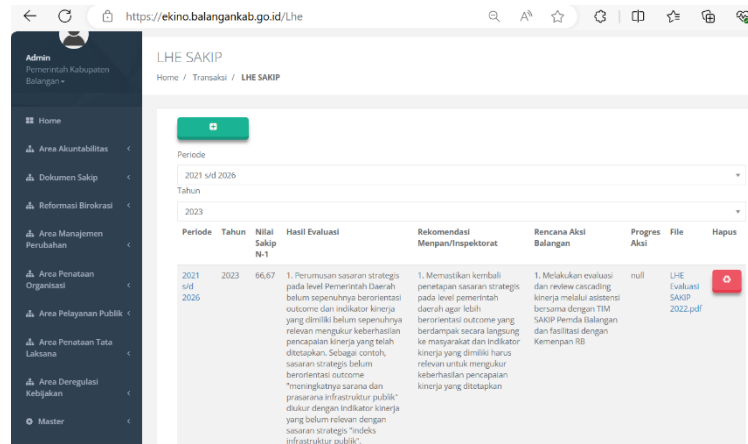 https://ekino.balangankab.go.id/Lhe
Admin
Pemerintah Kabupaten
Balangan
Home
Area Akuntabilitas
Dokumen Sakip
Reformasi Birokrasi
Area Manajemen
Perubahan
Area Penataan
Organisasi
Area Pelayanan Publik
Area Penataan Tata
Laksana
Area Deregulasi
Kebijakan
Master
LHE SAKIP
Home / Transaksi / LHE SAKIP
Periode
2021 s/d 2026
Tahun
2023
Periode Tahun Nilai Sakip N-1 Hasil Evaluasi Rekomendasi Menpan/Inspektorat Rencana Aksi Balangan Progres Aksi File Hapus
2021
s/d
2026
2023
66,67
1. Perumusan sasaran strategis
pada level Pemerintah Daerah
belum sepenuhnya berorientasi
outcome dan indikator kinerja
yang dimiliki belum sepenuhnya
relevan mengukur keberhasilan
pencapaian kinerja yang telah
ditetapkan. Sebagai contoh,
sasaran strategis belum
berorientasi outcome
"meningkatnya sarana dan
prasarana infrastruktur publik"
diukur dengan indikator kinerja
yang belum relevan dengan
sasaran strategis "indeks
infrastruktur publik".
1. Memastikan kembali
penetapan sasaran strategis
pada level pemerintah
daerah agar lebih
berorientasi outcome yang
berdampak secara langsung
ke masyarakat dan indikator
kinerja yang dimiliki harus
relevan untuk mengukur
keberhasilan pencapaian
kinerja yang ditetapkan
1. Melakukan evaluasi
dan review cascading
kinerja melalui asistensi
bersama dengan TIM
SAKIP Pemda Balangan
dan fasilitasi dengan
Kemenpan RB
null
LHE
Evaluasi
SAKIP
2022.pdf